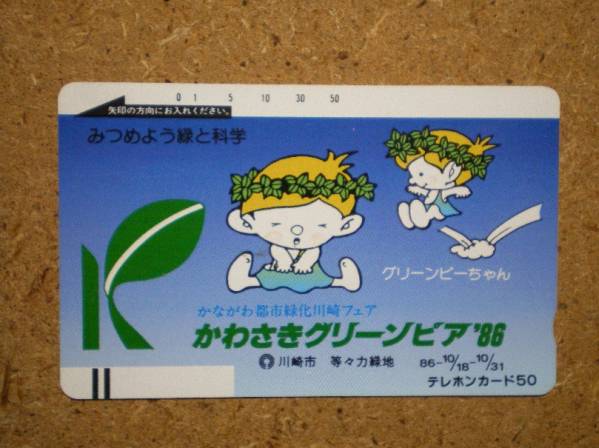 0 1 5 10 30 50
矢印の方向にお入れください。
みつめよう緑と科学
グリーンピーちゃん
かながわ都市緑化川崎フェア
かわさきグリーンピア'86
川崎市 等々力緑地 86-10/18-10/31
テレホンカード50